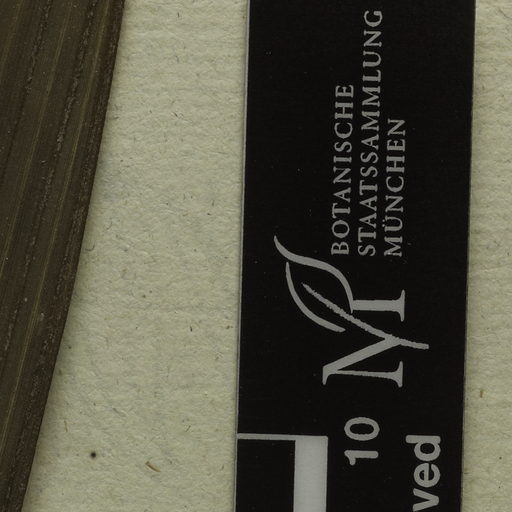 BOTANISCHE
STAATSSAMMLUNG
MÜNCHEN
M
10
ved